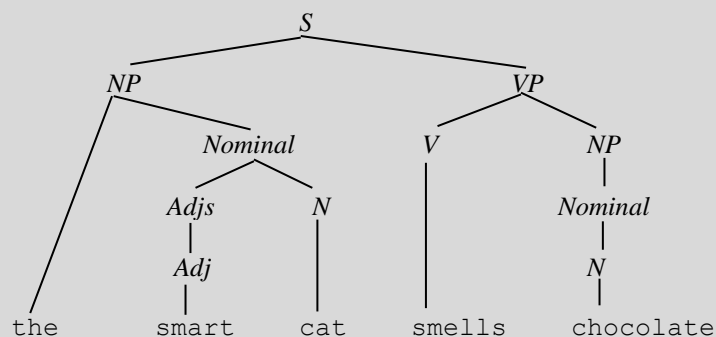 S
NP VP
Nominal V NP
Adjs N Nominal
Adj N
the smart cat smells chocolate